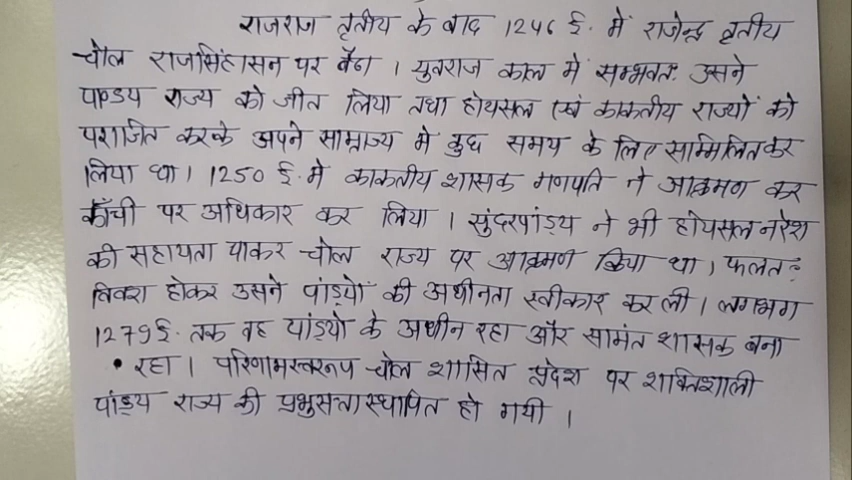 राजराज तृतीय के बाद 1246 ई. में राजेन्द्र तृतीय
चोल राजसिंहासन पर बैठा । युवराज काल में सम्भवतः उसने
पाण्डय राज्य को जीत लिया तथा होयसल एवं काकतीय राज्यों को
पराजित करके अपने साम्राज्य में कुछ समय के लिए साम्मिलित कर
लिया था । 1250 ई. में काकतीय शासक गणपति ने आक्रमण कर
काँची पर अधिकार कर लिया । सुंदरपांड्य ने भी होयसल नरेश
की सहायता पाकर चोल राज्य पर आक्रमण किया था । फलतः
विवश होकर उसने पांड्यों की अधीनता स्वीकार कर ली । लगभग
1279 ई. तक वह पांड्यों के अधीन रहा और सामंत शासक बना
• रहा । परिणामस्वरूप चोल शासित प्रदेश पर शक्तिशाली
पांड्य राज्य की प्रभुसत्ता स्थापित हो गयी ।